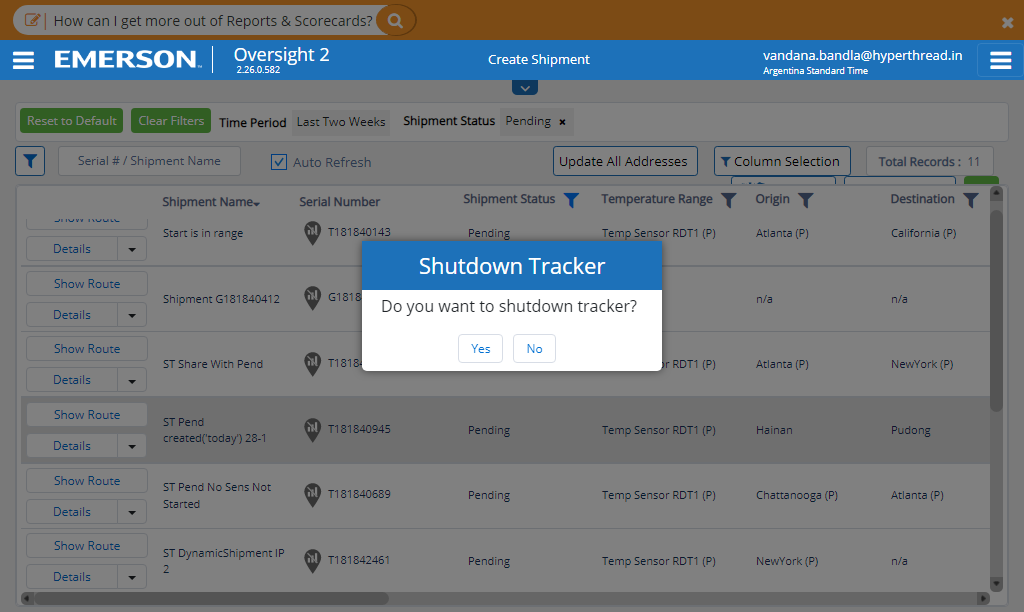 How can I get more out of Reports & Scorecards?
EMERSON
Oversight 2
2.26.0.582
Create Shipment
vandana.bandla@hyperthread.in
Argentina Standard Time
Reset to Default
Clear Filters
Time Period
Last Two Weeks
Shipment Status
Pending ×
Serial # / Shipment Name
Auto Refresh
Update All Addresses
Column Selection
Total Records : 11
Shipment Name
Serial Number
Shipment Status
Temperature Range
Origin
Destination
Show Route
Details
Start is in range
T181840143
Pending
Temp Sensor RDT1 (P)
Atlanta (P)
California (P)
Show Route
Details
Shipment G181840412
G1818
n/a
n/a
Show Route
Details
ST Share With Pend
T1818
RDT1 (P)
Atlanta (P)
NewYork (P)
Show Route
Details
ST Pend
created('today') 28-1
T181840945
Pending
Temp Sensor RDT1 (P)
Hainan
Pudong
Show Route
Details
ST Pend No Sens Not
Started
T181840689
Pending
Temp Sensor RDT1 (P)
Chattanooga (P)
Atlanta (P)
Show Route
Details
ST DynamicShipment IP
2
T181842461
Pending
Temp Sensor RDT1 (P)
NewYork (P)
n/a
Shutdown Tracker
Do you want to shutdown tracker?
Yes
No